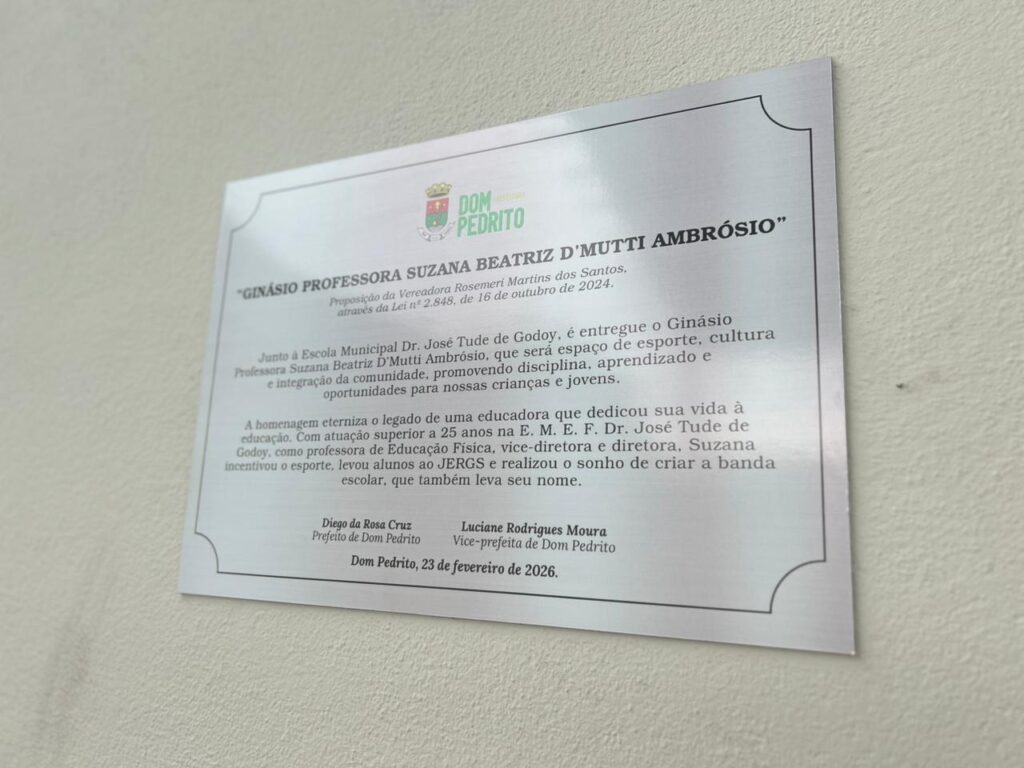 DOM
PEDRITO
"GINÁSIO PROFESSORA SUZANA BEATRIZ D'MUTTI AMBRÓSIO"
Proposição da Vereadora Rosemeri Martins dos Santos,
através da Lei nº 2.848, de 16 de outubro de 2024.
Junto à Escola Municipal Dr. José Tude de Godoy, é entregue o Ginásio
Professora Suzana Beatriz D'Mutti Ambrósio, que será espaço de esporte, cultura
e integração da comunidade, promovendo disciplina, aprendizado e
oportunidades para nossas crianças e jovens.
A homenagem eterniza o legado de uma educadora que dedicou sua vida à
educação. Com atuação superior a 25 anos na E. M. E. F. Dr. José Tude de
Godoy, como professora de Educação Física, vice-diretora e diretora, Suzana
incentivou o esporte, levou alunos ao JERGS e realizou o sonho de criar a banda
escolar, que também leva seu nome.
Diego da Rosa Cruz
Prefeito de Dom Pedrito
Luciane Rodrigues Moura
Vice-prefeita de Dom Pedrito
Dom Pedrito, 23 de fevereiro de 2026.